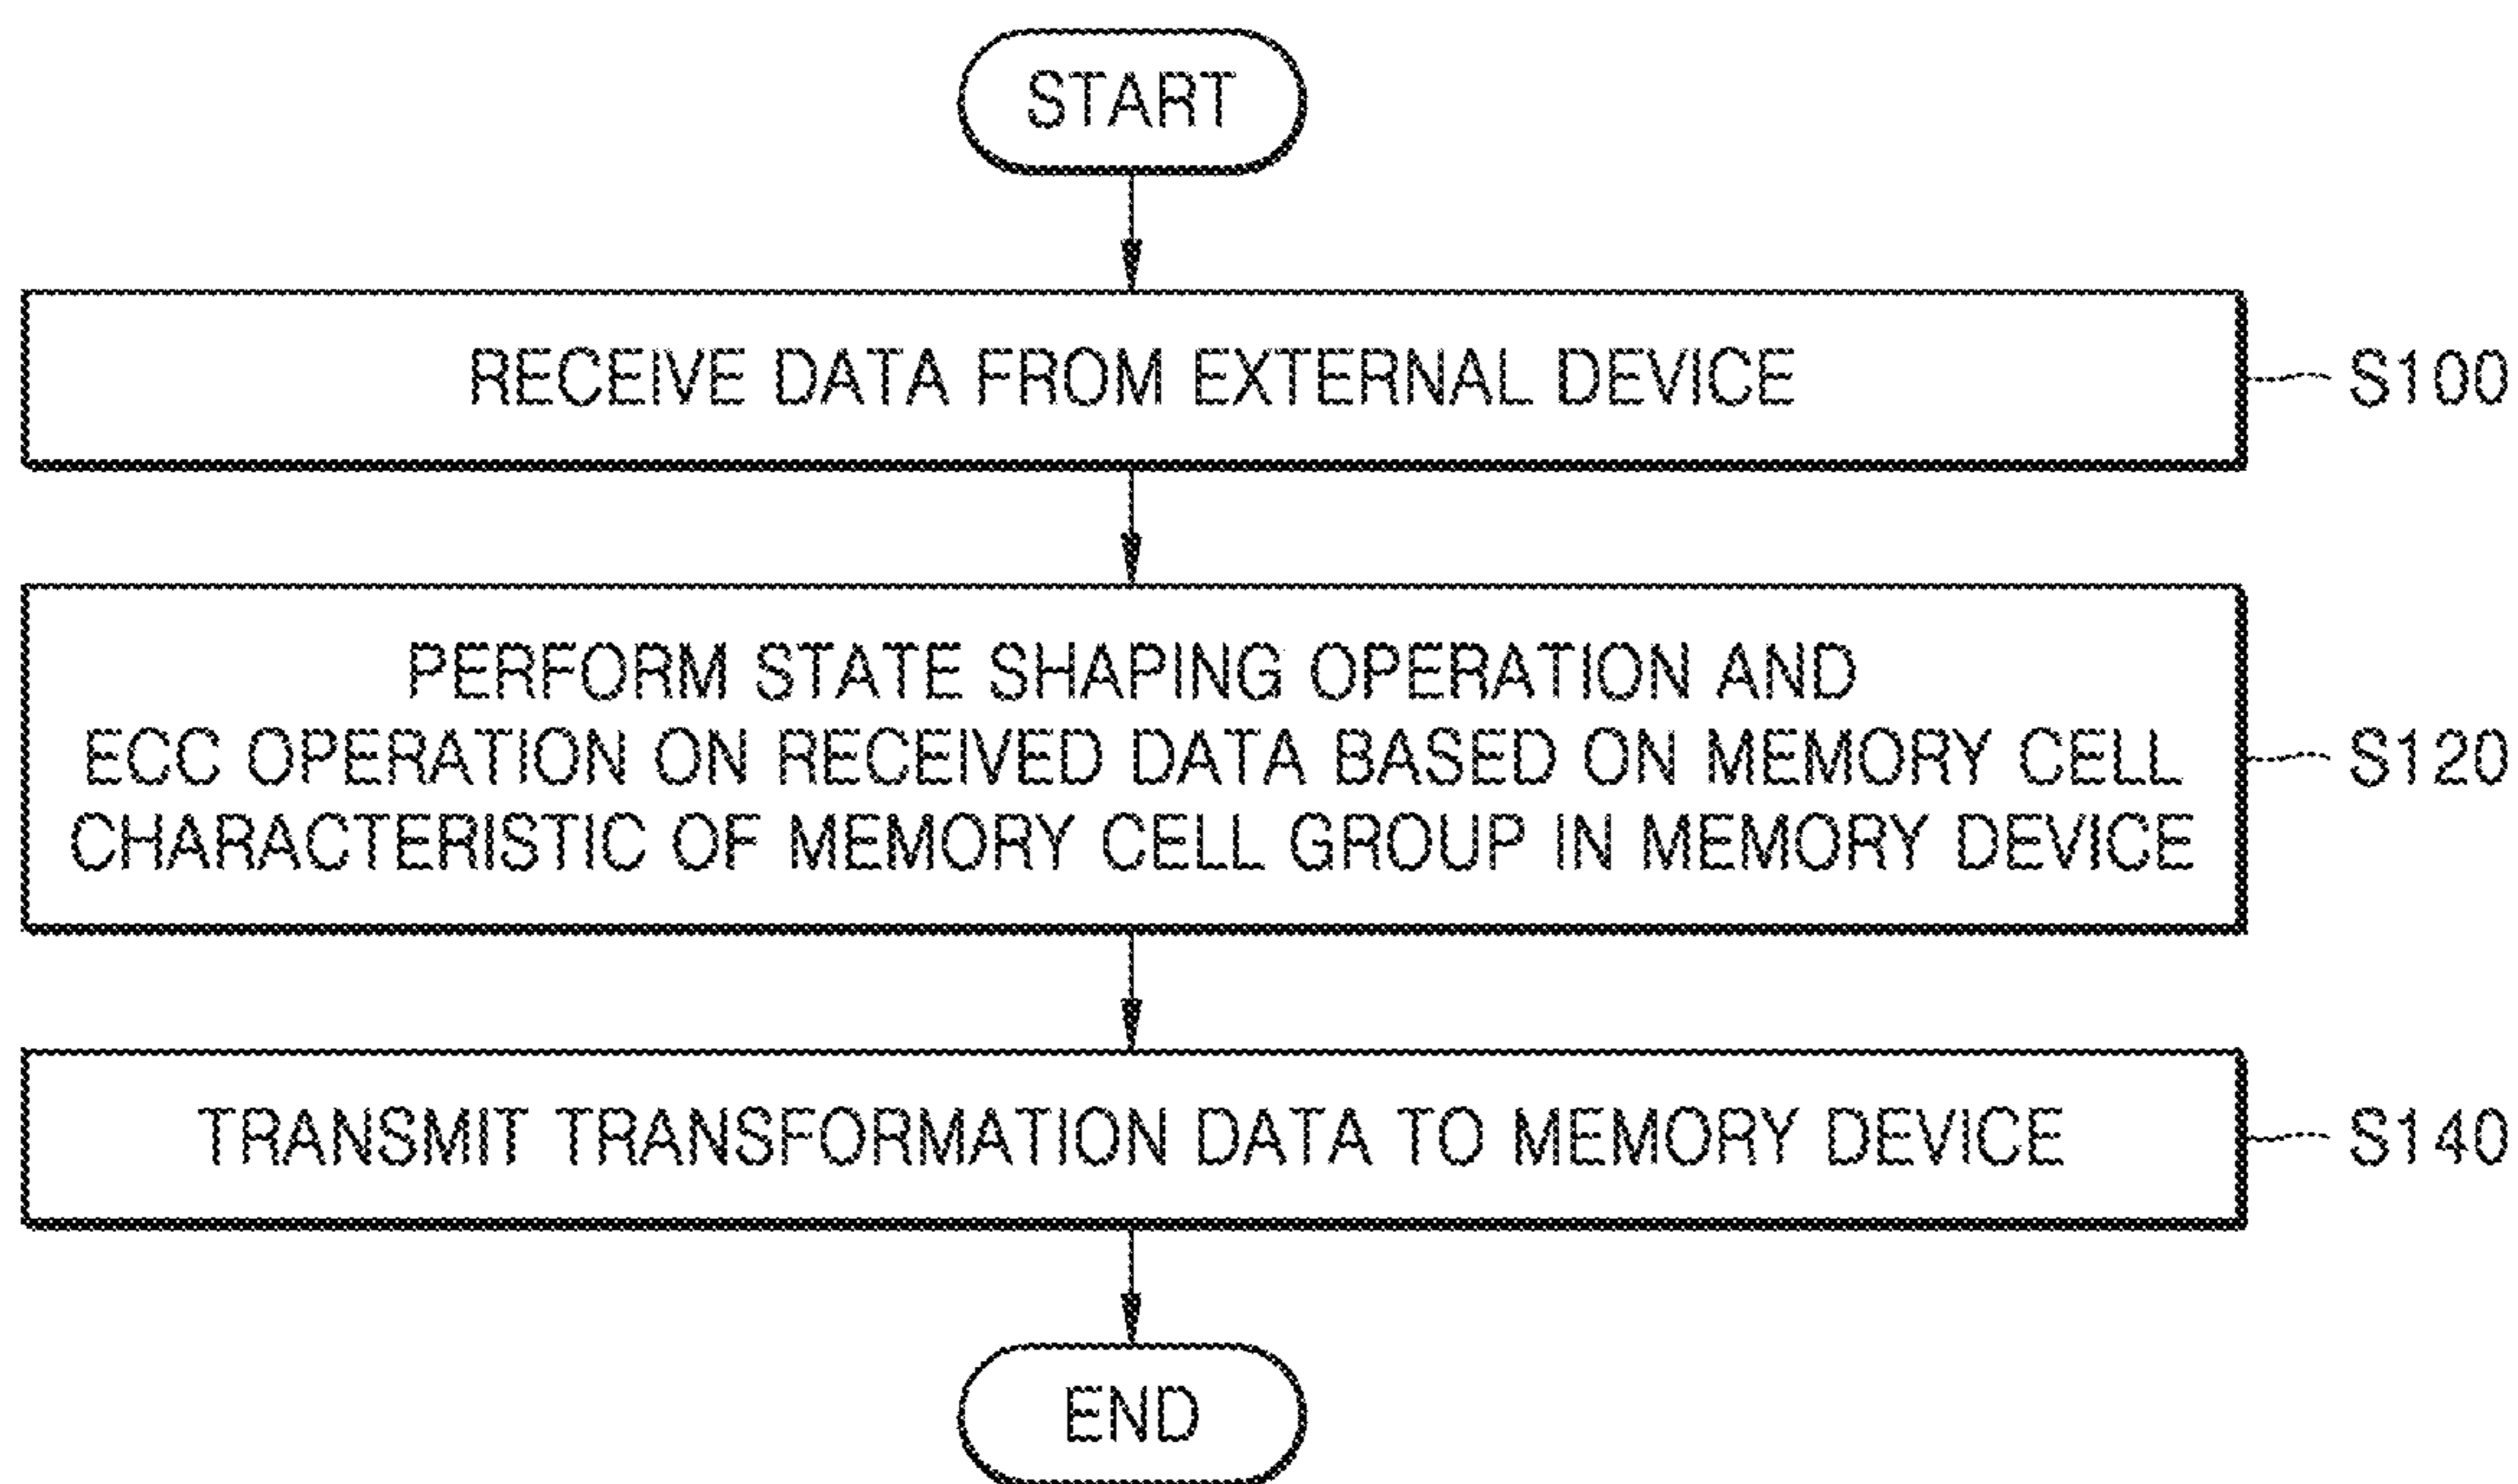 START
RECEIVE DATA FROM EXTERNAL DEVICE
S100
PERFORM STATE SHAPING OPERATION AND
ECC OPERATION ON RECEIVED DATA BASED ON MEMORY CELL
CHARACTERISTIC OF MEMORY CELL GROUP IN MEMORY DEVICE
S120
TRANSMIT TRANSFORMATION DATA TO MEMORY DEVICE
S140
END